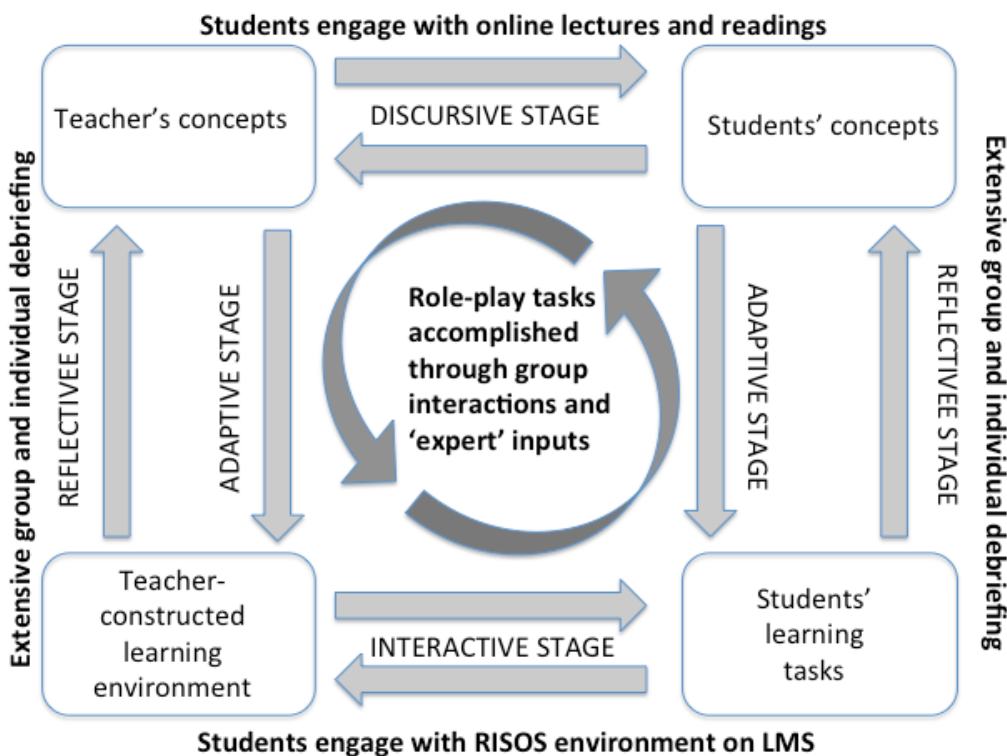 Students engage with online lectures and readings
Teacher's concepts
DISCURSIVE STAGE
Students' concepts
Extensive group and individual debriefing
REFLECTIVEE STAGE
ADAPTIVE STAGE
Role-play tasks
accomplished
through group
interactions and
'expert' inputs
ADAPTIVE STAGE
REFLECTIVEE STAGE
Extensive group and individual debriefing
Teacher-
constructed
learning
environment
INTERACTIVE STAGE
Students'
learning
tasks
Students engage with RISOS environment on LMS